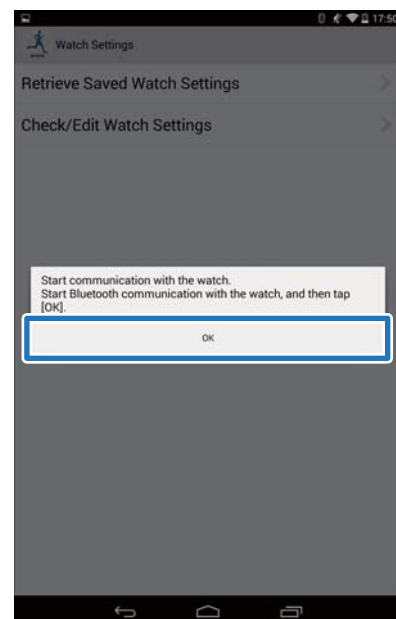 17:50
Watch Settings
Retrieve Saved Watch Settings
Check/Edit Watch Settings
Start communication with the watch.
Start Bluetooth communication with the watch, and then tap
[OK].
OK